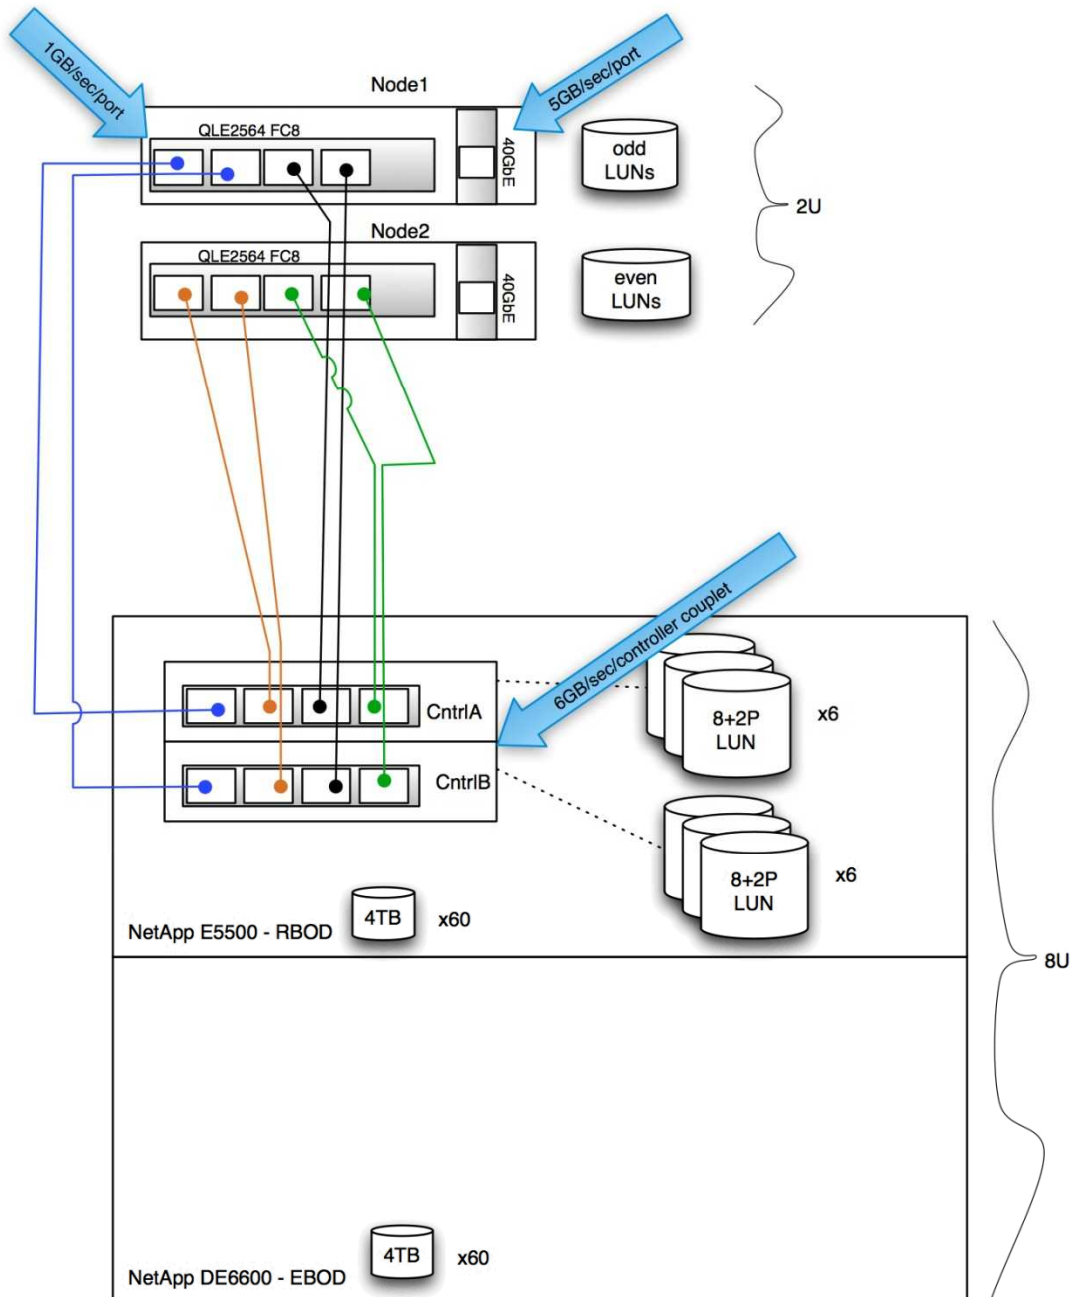 1GB/sec/port
Node1
5GB/sec/port
QLE2564 FC8
40GbE
odd
LUNs
2U
Node2
QLE2564 FC8
40GbE
even
LUNs
6GB/sec/controller couplet
CntrlA
8+2P
LUN
x6
CntrlB
8+2P
LUN
x6
4TB
x60
NetApp E5500 - RBOD
8U
4TB
x60
NetApp DE6600 - EBOD